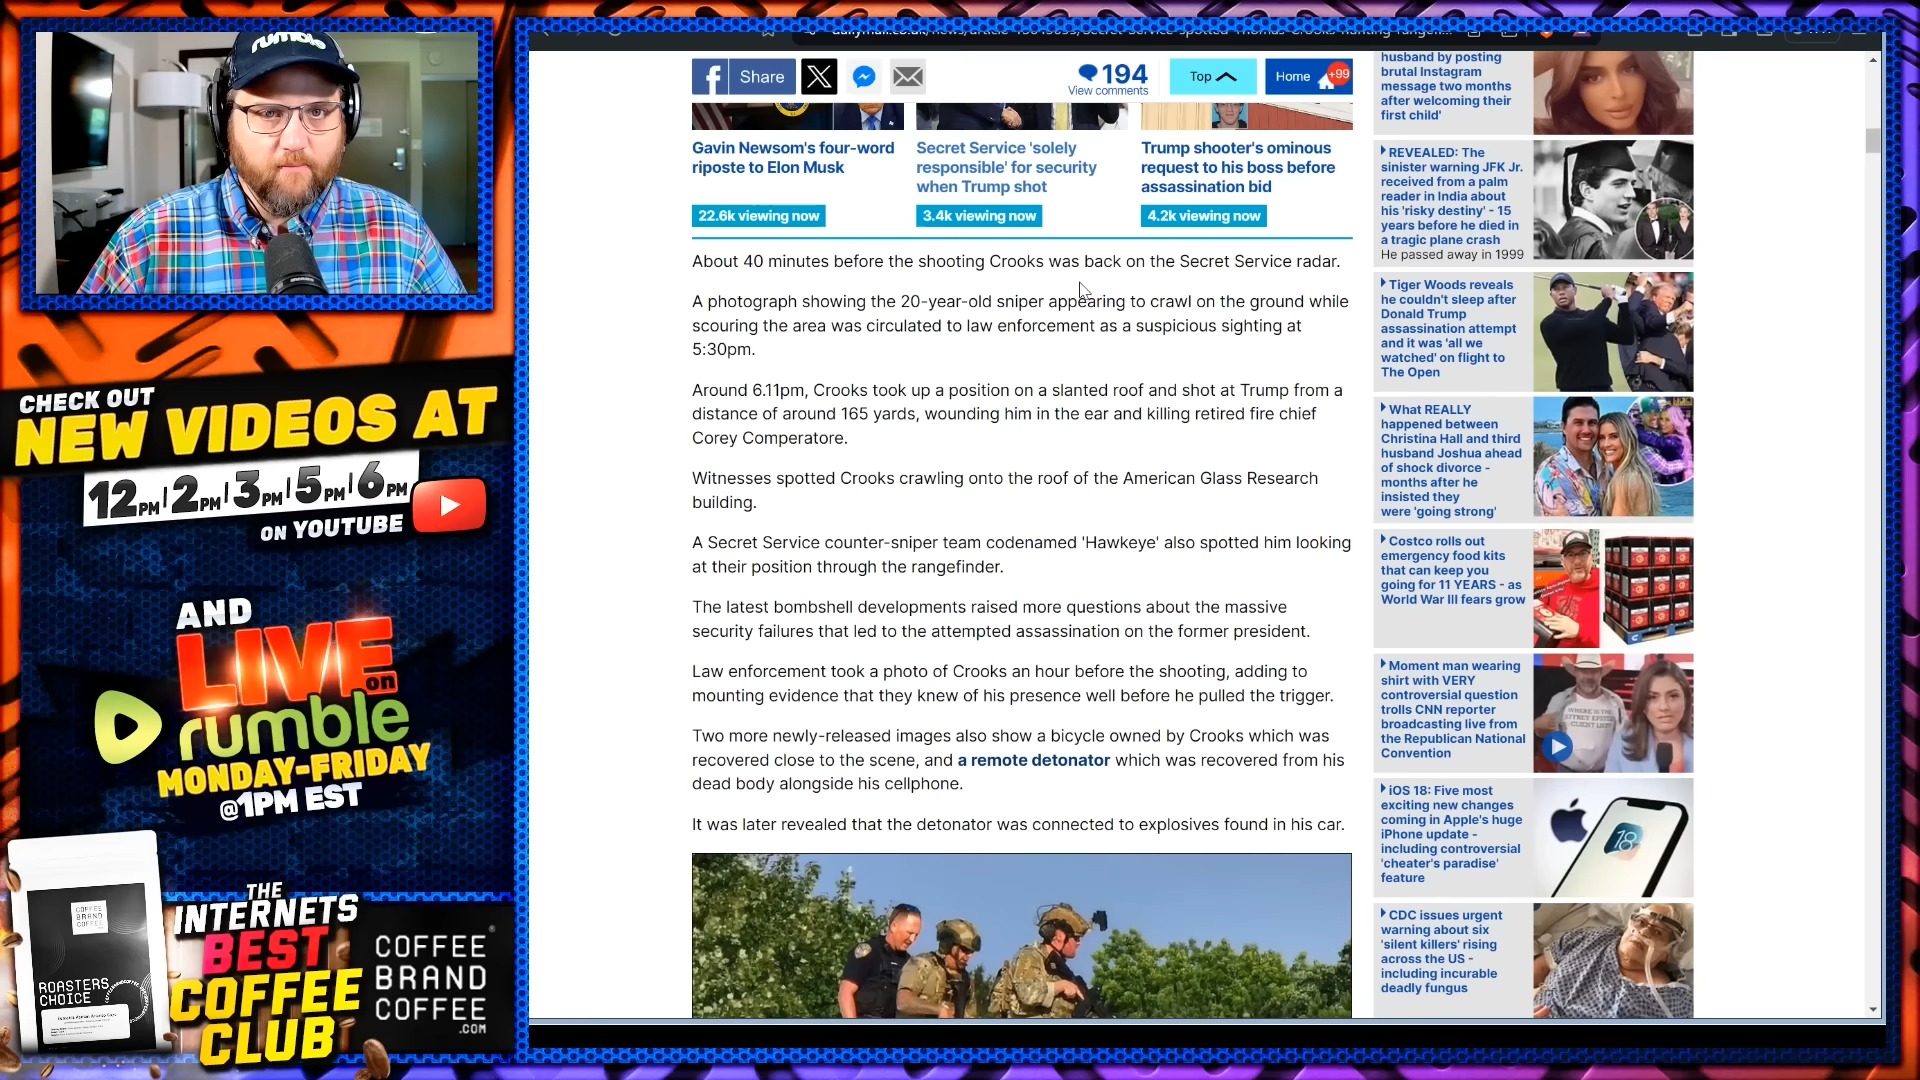 rumble
CHECK OUT
NEW VIDEOS AT
12PM | 2PM | 3PM | 5PM | 6PM
ON YOUTUBE
AND
LIVE
on
rumble
MONDAY-FRIDAY
@1PM EST
COFFEE
BRAND
COFFEE
ROASTERS
CHOICE
THE
INTERNETS
BEST
COFFEE
CLUB
COFFEE
BRAND
COFFEE
.COM
f Share
194
View comments
Top
Home
+99
Gavin Newsom's four-word
riposte to Elon Musk
22.6k viewing now
Secret Service 'solely
responsible' for security
when Trump shot
3.4k viewing now
Trump shooter's ominous
request to his boss before
assassination bid
4.2k viewing now
About 40 minutes before the shooting Crooks was back on the Secret Service radar.
A photograph showing the 20-year-old sniper appearing to crawl on the ground while
scouring the area was circulated to law enforcement as a suspicious sighting at
5:30pm.
Around 6.11pm, Crooks took up a position on a slanted roof and shot at Trump from a
distance of around 165 yards, wounding him in the ear and killing retired fire chief
Corey Comperatore.
Witnesses spotted Crooks crawling onto the roof of the American Glass Research
building.
A Secret Service counter-sniper team codenamed 'Hawkeye' also spotted him looking
at their position through the rangefinder.
The latest bombshell developments raised more questions about the massive
security failures that led to the attempted assassination on the former president.
Law enforcement took a photo of Crooks an hour before the shooting, adding to
mounting evidence that they knew of his presence well before he pulled the trigger.
Two more newly-released images also show a bicycle owned by Crooks which was
recovered close to the scene, and a remote detonator which was recovered from his
dead body alongside his cellphone.
It was later revealed that the detonator was connected to explosives found in his car.
husband by posting
brutal Instagram
message two months
after welcoming their
first child'
REVEALED: The
sinister warning JFK Jr.
received from a palm
reader in India about
his 'risky destiny' - 15
years before he died in
a tragic plane crash
He passed away in 1999
Tiger Woods reveals
he couldn't sleep after
Donald Trump
assassination attempt
and it was 'all we
watched' on flight to
The Open
What REALLY
happened between
Christina Hall and third
husband Joshua ahead
of shock divorce -
months after he
insisted they
were 'going strong'
Costco rolls out
emergency food kits
that can keep you
going for 11 YEARS - as
World War III fears grow
Moment man wearing
shirt with VERY
controversial question
trolls CNN reporter
broadcasting live from
the Republican National
Convention
iOS 18: Five most
exciting new changes
coming in Apple's huge
iPhone update -
including controversial
'cheater's paradise'
feature
18
CDC issues urgent
warning about six
'silent killers' rising
across the US -
including incurable
deadly fungus